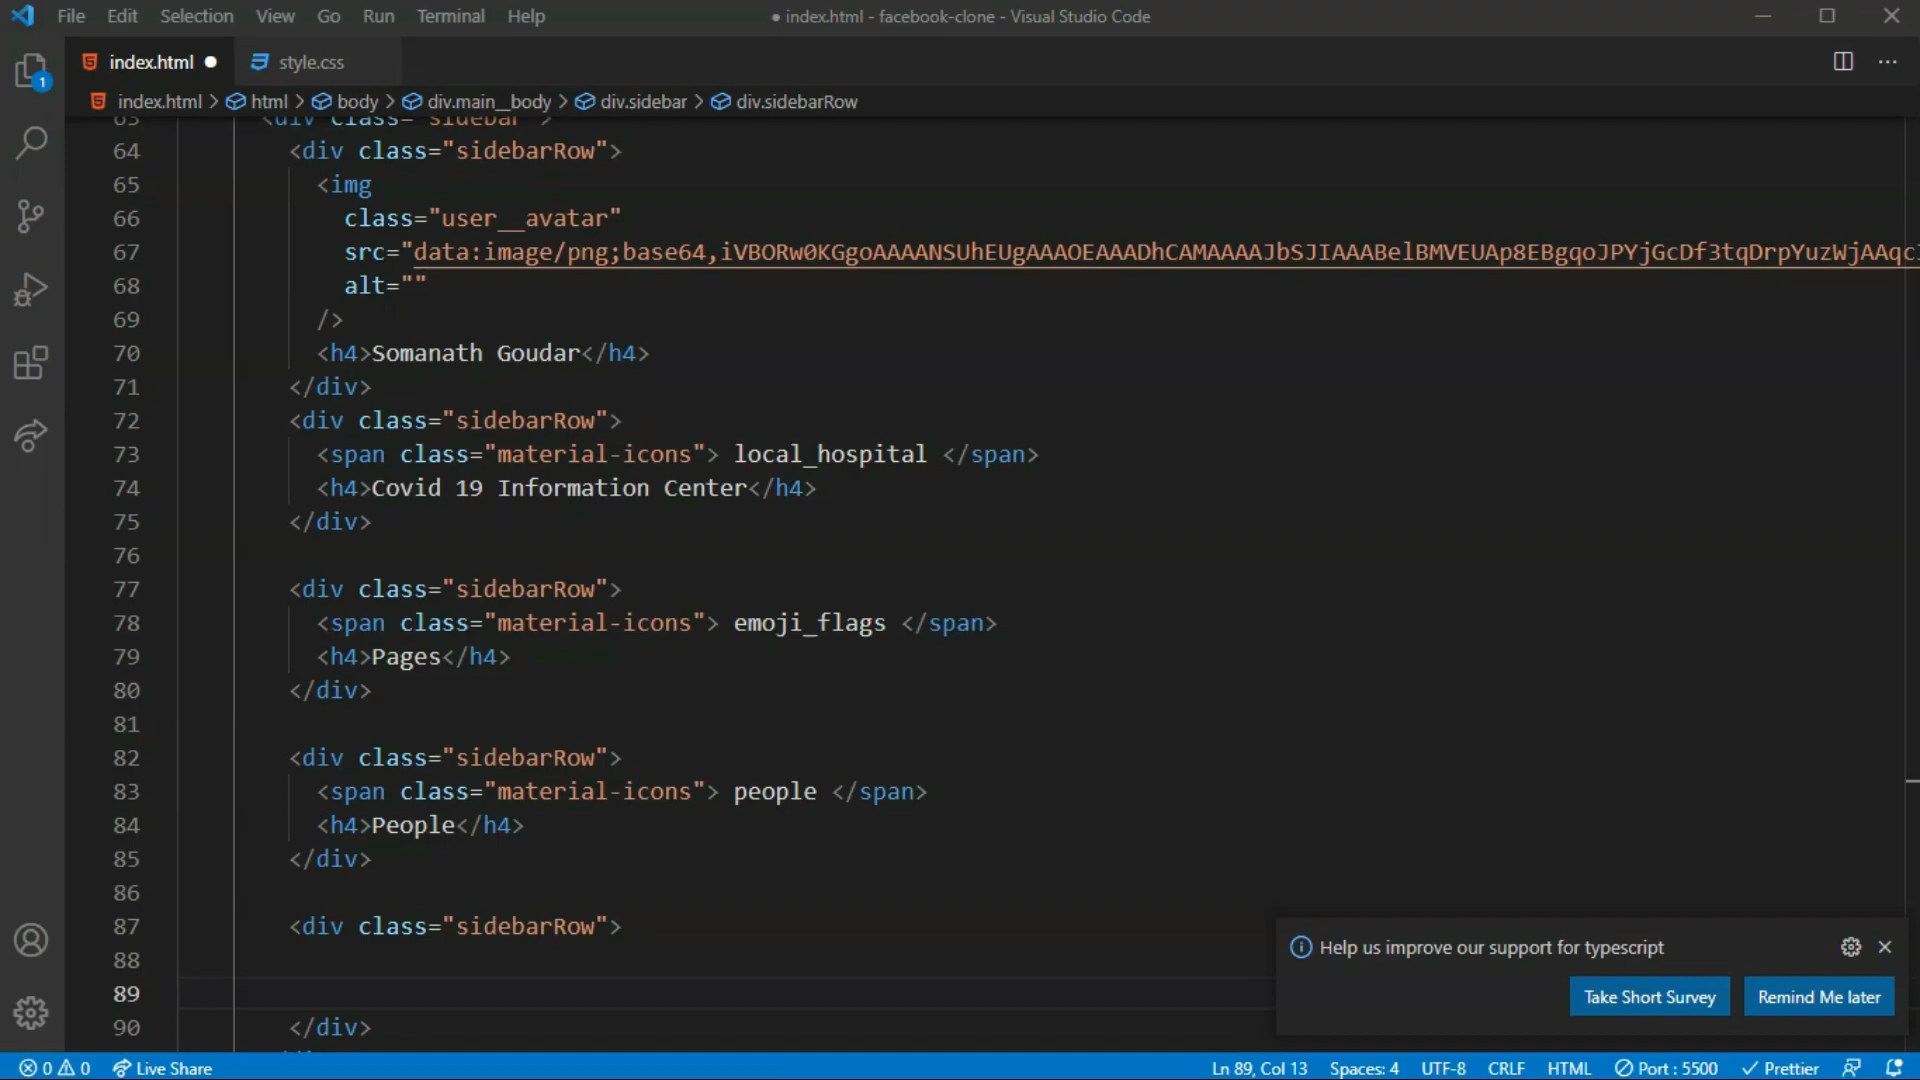 File Edit Selection View Go Run Terminal Help
● index.html - facebook-clone - Visual Studio Code
index.html ●
style.css
1
index.html > html > body > div.main__body > div.sidebar > div.sidebarRow
63 <div class="sidebar">
64 <div class="sidebarRow">
65 <img
66 class="user__avatar"
67 src="data:image/png;base64,iVBORw0KGgoAAAANSUhEUgAAAOEAAADhCAMAAAAJbSJIAAABelBMVEUAp8EBgqoJPYjGcDf3tqDrpYuzWjAAqc
68 alt=""
69 />
70 <h4>Somanath Goudar</h4>
71 </div>
72 <div class="sidebarRow">
73 <span class="material-icons"> local_hospital </span>
74 <h4>Covid 19 Information Center</h4>
75 </div>
76
77 <div class="sidebarRow">
78 <span class="material-icons"> emoji_flags </span>
79 <h4>Pages</h4>
80 </div>
81
82 <div class="sidebarRow">
83 <span class="material-icons"> people </span>
84 <h4>People</h4>
85 </div>
86
87 <div class="sidebarRow">
88
89
90 </div>
Help us improve our support for typescript
Take Short Survey Remind Me later
0 0 Live Share Ln 89, Col 13 Spaces: 4 UTF-8 CRLF HTML Port : 5500 Prettier